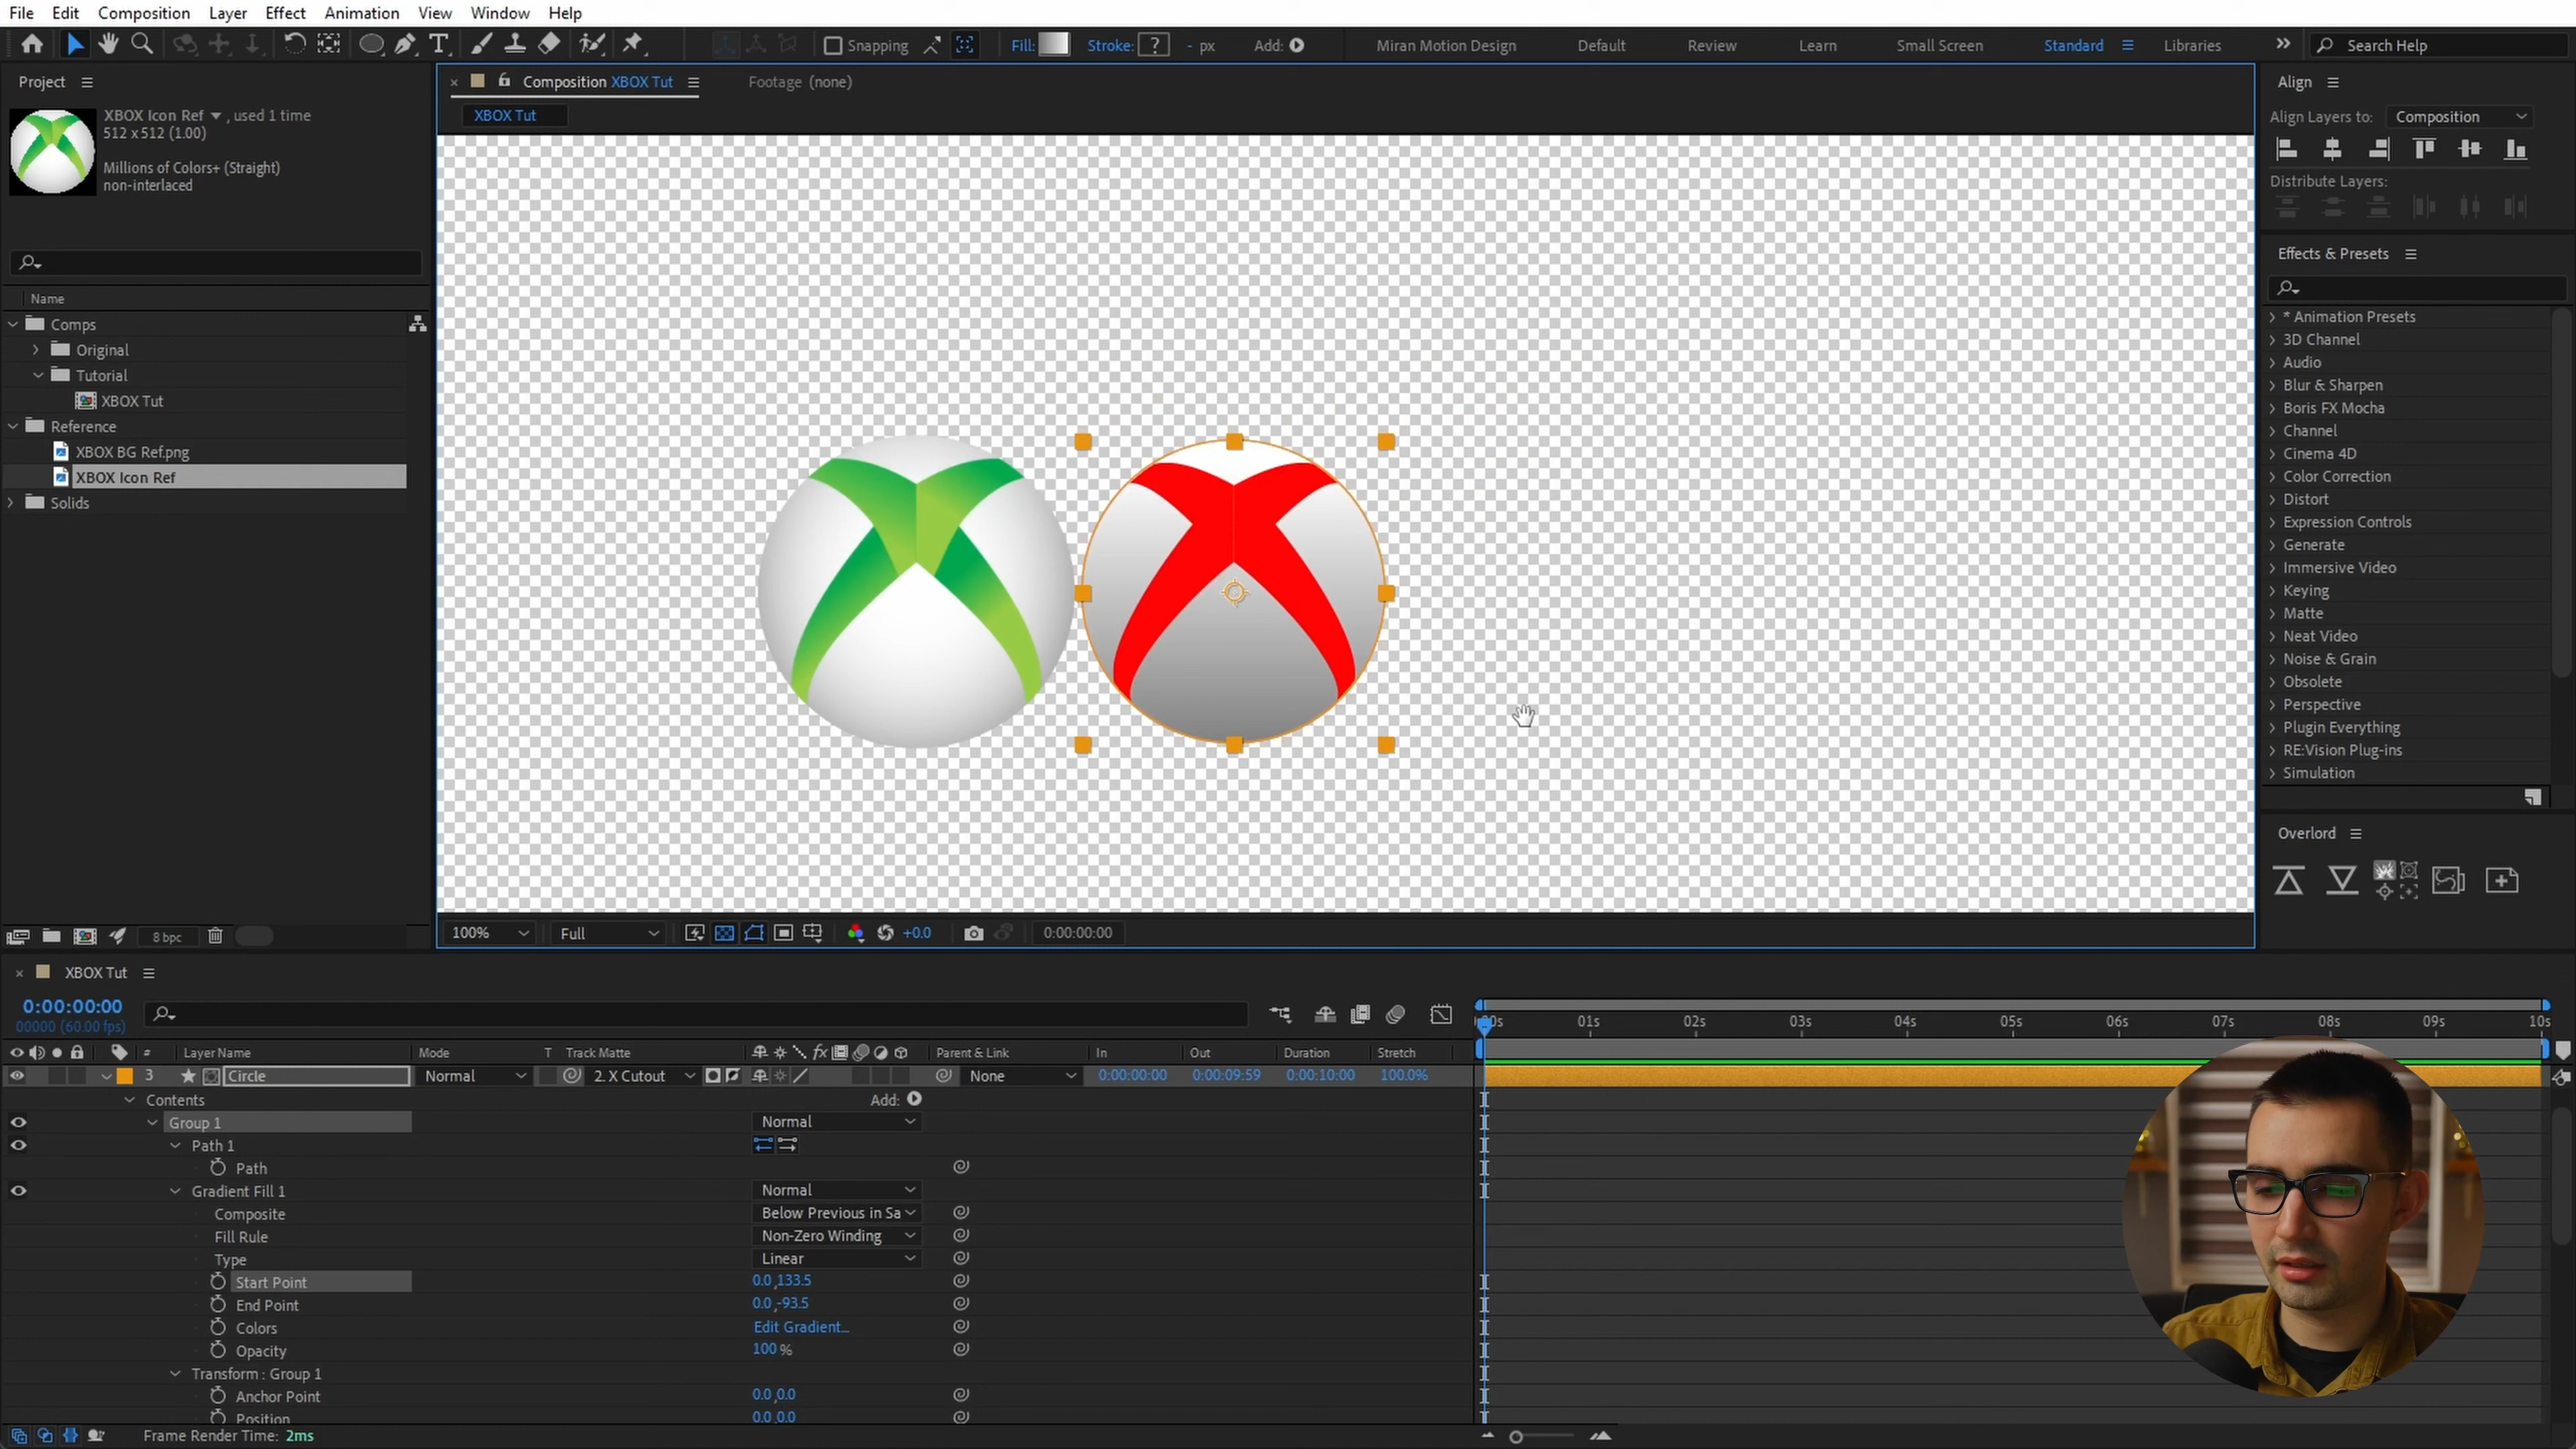 File Edit Composition Layer Effect Animation View Window Help
Snapping Fill: Stroke: ? - px Add: Miran Motion Design Default Review Learn Small Screen Standard Libraries Search Help
Project
XBOX Icon Ref , used 1 time
512 x 512 (1.00)
Millions of Colors+ (Straight)
non-interlaced
Name
Comps
Original
Tutorial
XBOX Tut
Reference
XBOX BG Ref.png
XBOX Icon Ref
Solids
8 bpc
Composition XBOX Tut
Footage (none)
XBOX Tut
100% Full +0.0 0:00:00:00
Align
Align Layers to: Composition
Distribute Layers:
Effects & Presets
* Animation Presets
3D Channel
Audio
Blur & Sharpen
Boris FX Mocha
Channel
Cinema 4D
Color Correction
Distort
Expression Controls
Generate
Immersive Video
Keying
Matte
Neat Video
Noise & Grain
Obsolete
Perspective
Plugin Everything
RE:Vision Plug-ins
Simulation
Overlord
XBOX Tut
0:00:00:00
00000 (60.00 fps)
01s 02s 03s 04s 05s 06s 07s 08s 09s 10s
# Layer Name Mode T Track Matte fx Parent & Link In Out Duration Stretch
3 Circle Normal 2. X Cutout None 0:00:00:00 0:00:09:59 0:00:10:00 100.0%
Contents Add:
Group 1 Normal
Path 1
Path
Gradient Fill 1 Normal
Composite Below Previous in Sa
Fill Rule Non-Zero Winding
Type Linear
Start Point 0.0,133.5
End Point 0.0,-93.5
Colors Edit Gradient...
Opacity 100 %
Transform : Group 1
Anchor Point 0.0,0.0
Position 0.0,0.0
Frame Render Time: 2ms